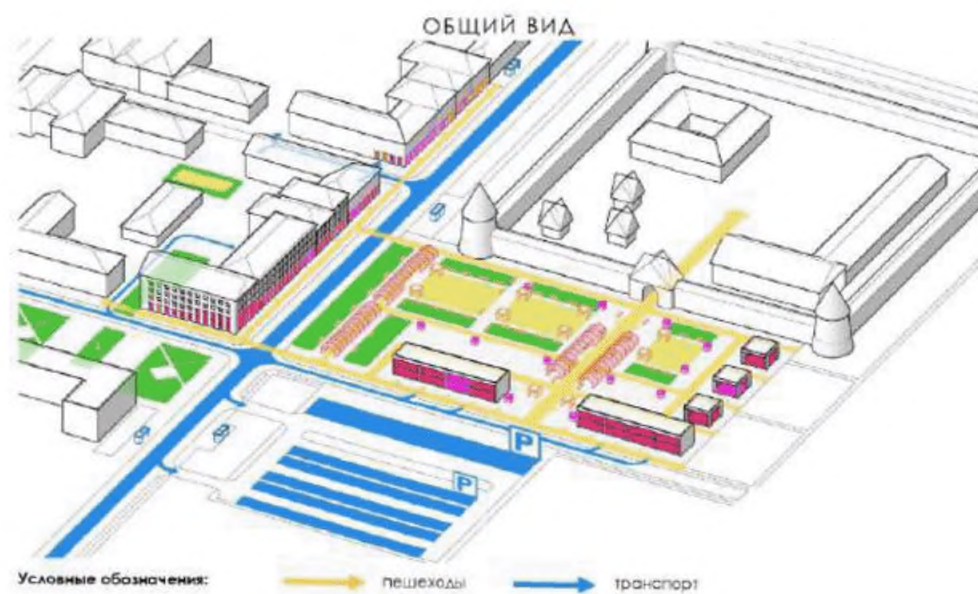 ОБЩИЙ ВИД
P
P
Условные обозначения:
пешеходы
транспорт